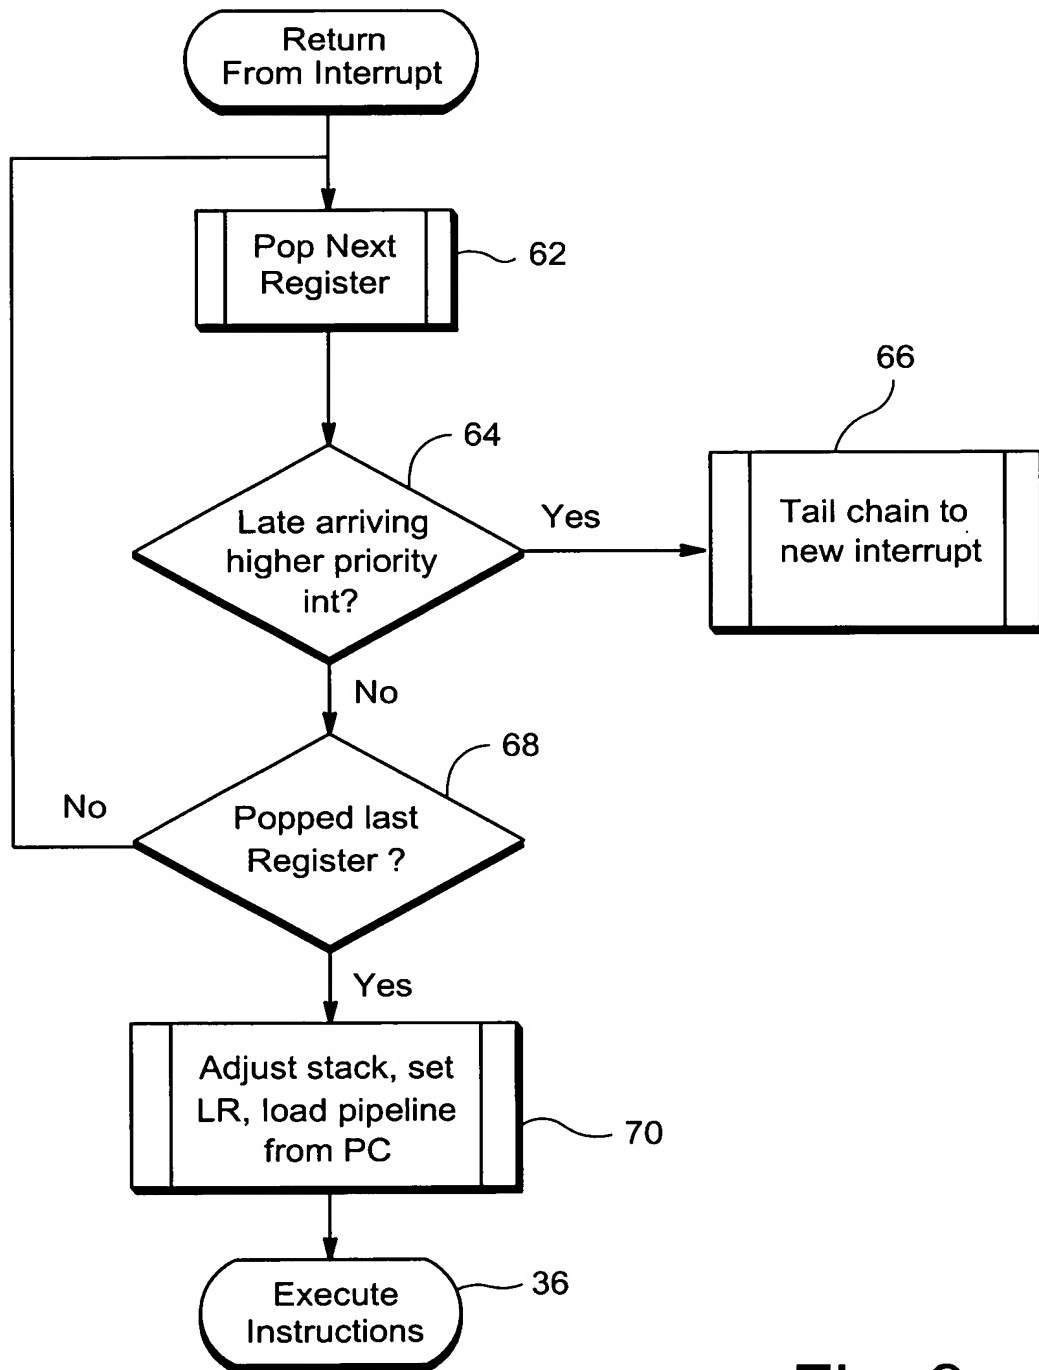 Return
From Interrupt
Pop Next
Register
62
64
66
Late arriving
higher priority
int?
Yes
Tail chain to
new interrupt
No
68
No
Popped last
Register ?
Yes
Adjust stack, set
LR, load pipeline
from PC
70
Execute
Instructions
36